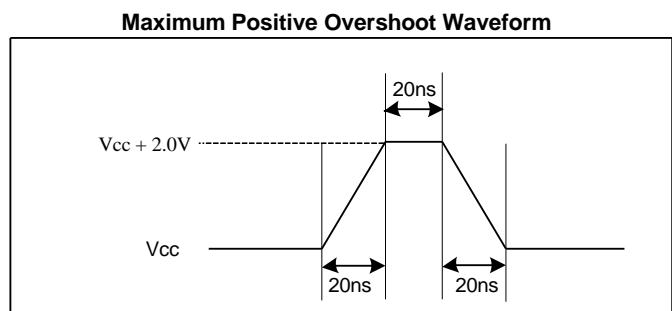 Maximum Positive Overshoot Waveform
20ns
Vcc + 2.0V
Vcc
20ns
20ns